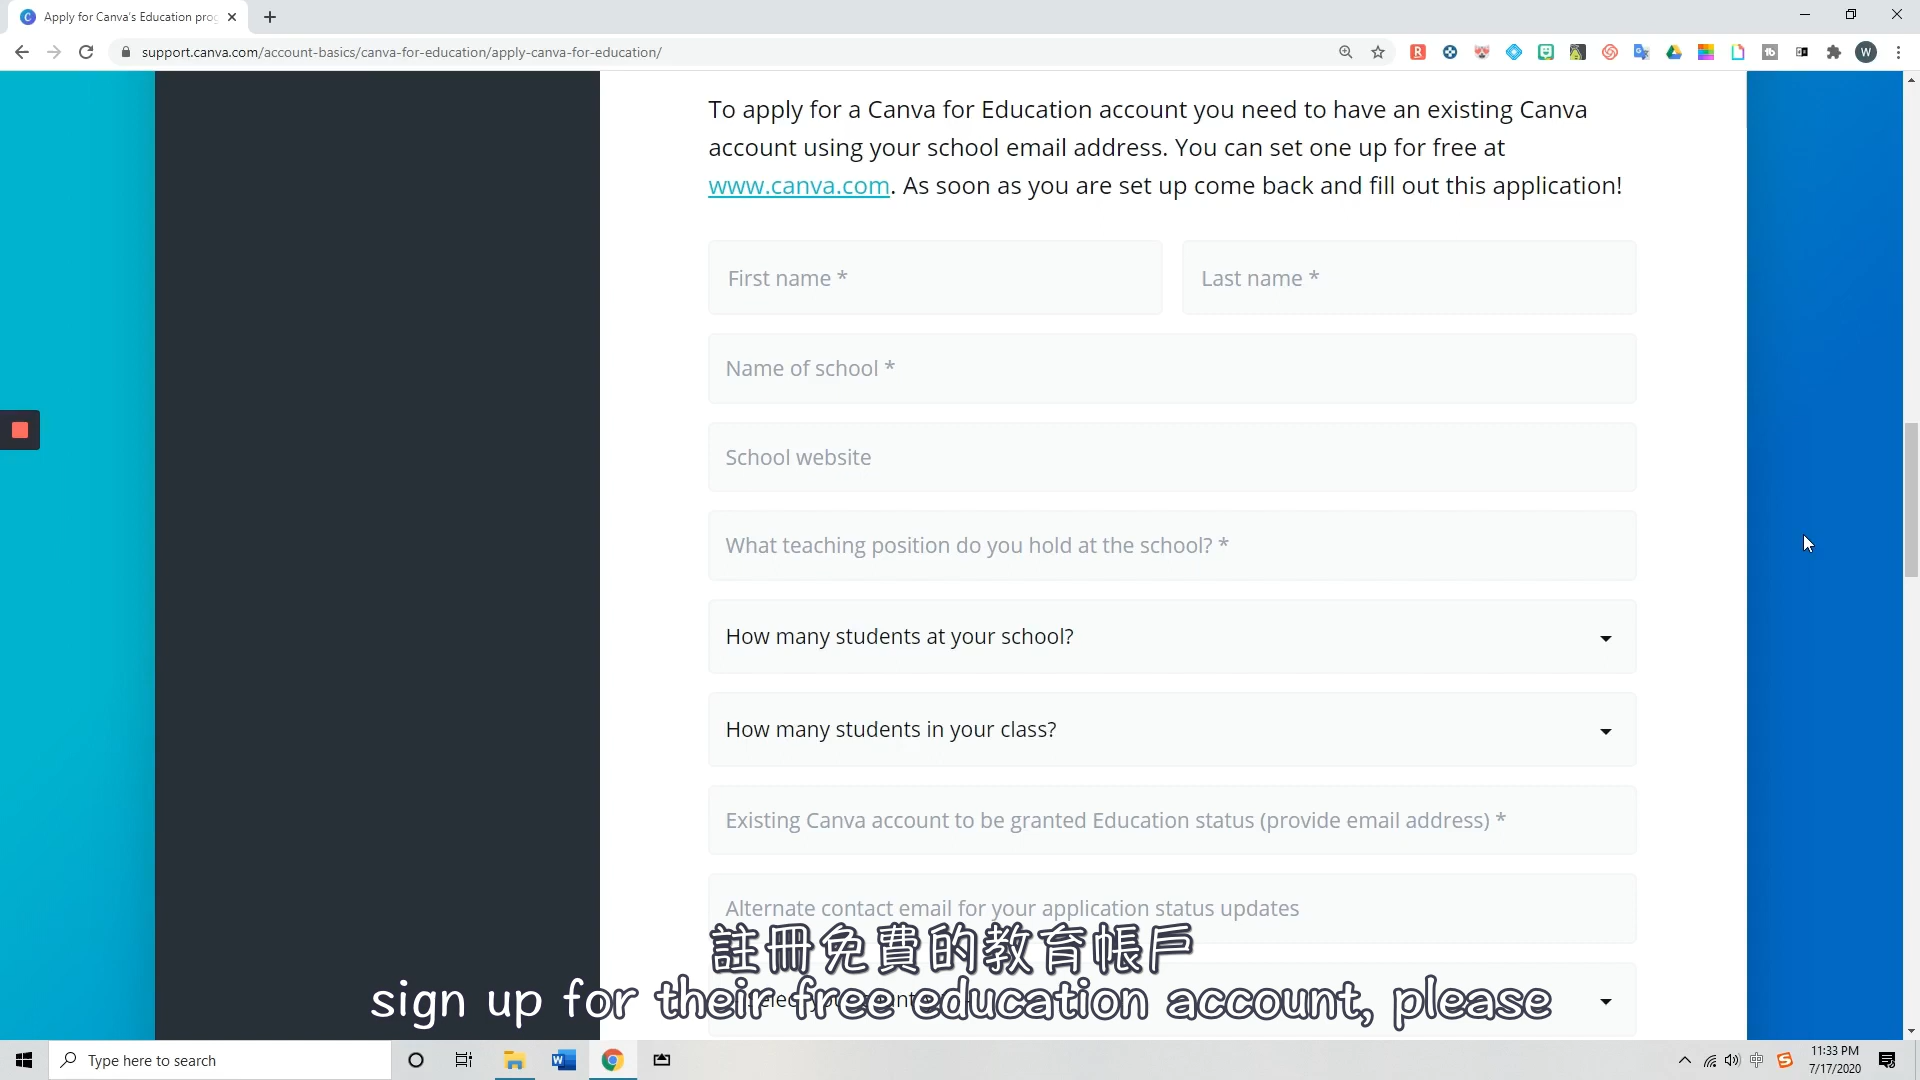 Apply for Canva's Education prog
support.canva.com/account-basics/canva-for-education/apply-canva-for-education/
To apply for a Canva for Education account you need to have an existing Canva
account using your school email address. You can set one up for free at
www.canva.com. As soon as you are set up come back and fill out this application!
First name *
Last name *
Name of school *
School website
What teaching position do you hold at the school? *
How many students at your school?
How many students in your class?
Existing Canva account to be granted Education status (provide email address) *
Alternate contact email for your application status updates
註冊免費的教育帳戶
sign up for their free education account, please
Type here to search
中
11:33 PM
7/17/2020